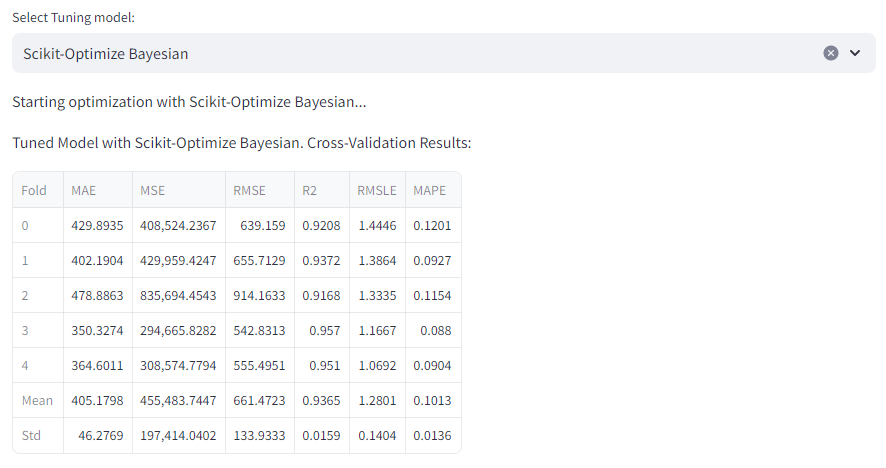 Select Tuning model:
Scikit-Optimize Bayesian
Starting optimization with Scikit-Optimize Bayesian...
Tuned Model with Scikit-Optimize Bayesian. Cross-Validation Results:
Fold MAE MSE RMSE R2 RMSLE MAPE
0 429.8935 408,524.2367 639.159 0.9208 1.4446 0.1201
1 402.1904 429,959.4247 655.7129 0.9372 1.3864 0.0927
2 478.8863 835,694.4543 914.1633 0.9168 1.3335 0.1154
3 350.3274 294,665.8282 542.8313 0.957 1.1667 0.088
4 364.6011 308,574.7794 555.4951 0.951 1.0692 0.0904
Mean 405.1798 455,483.7447 661.4723 0.9365 1.2801 0.1013
Std 46.2769 197,414.0402 133.9333 0.0159 0.1404 0.0136